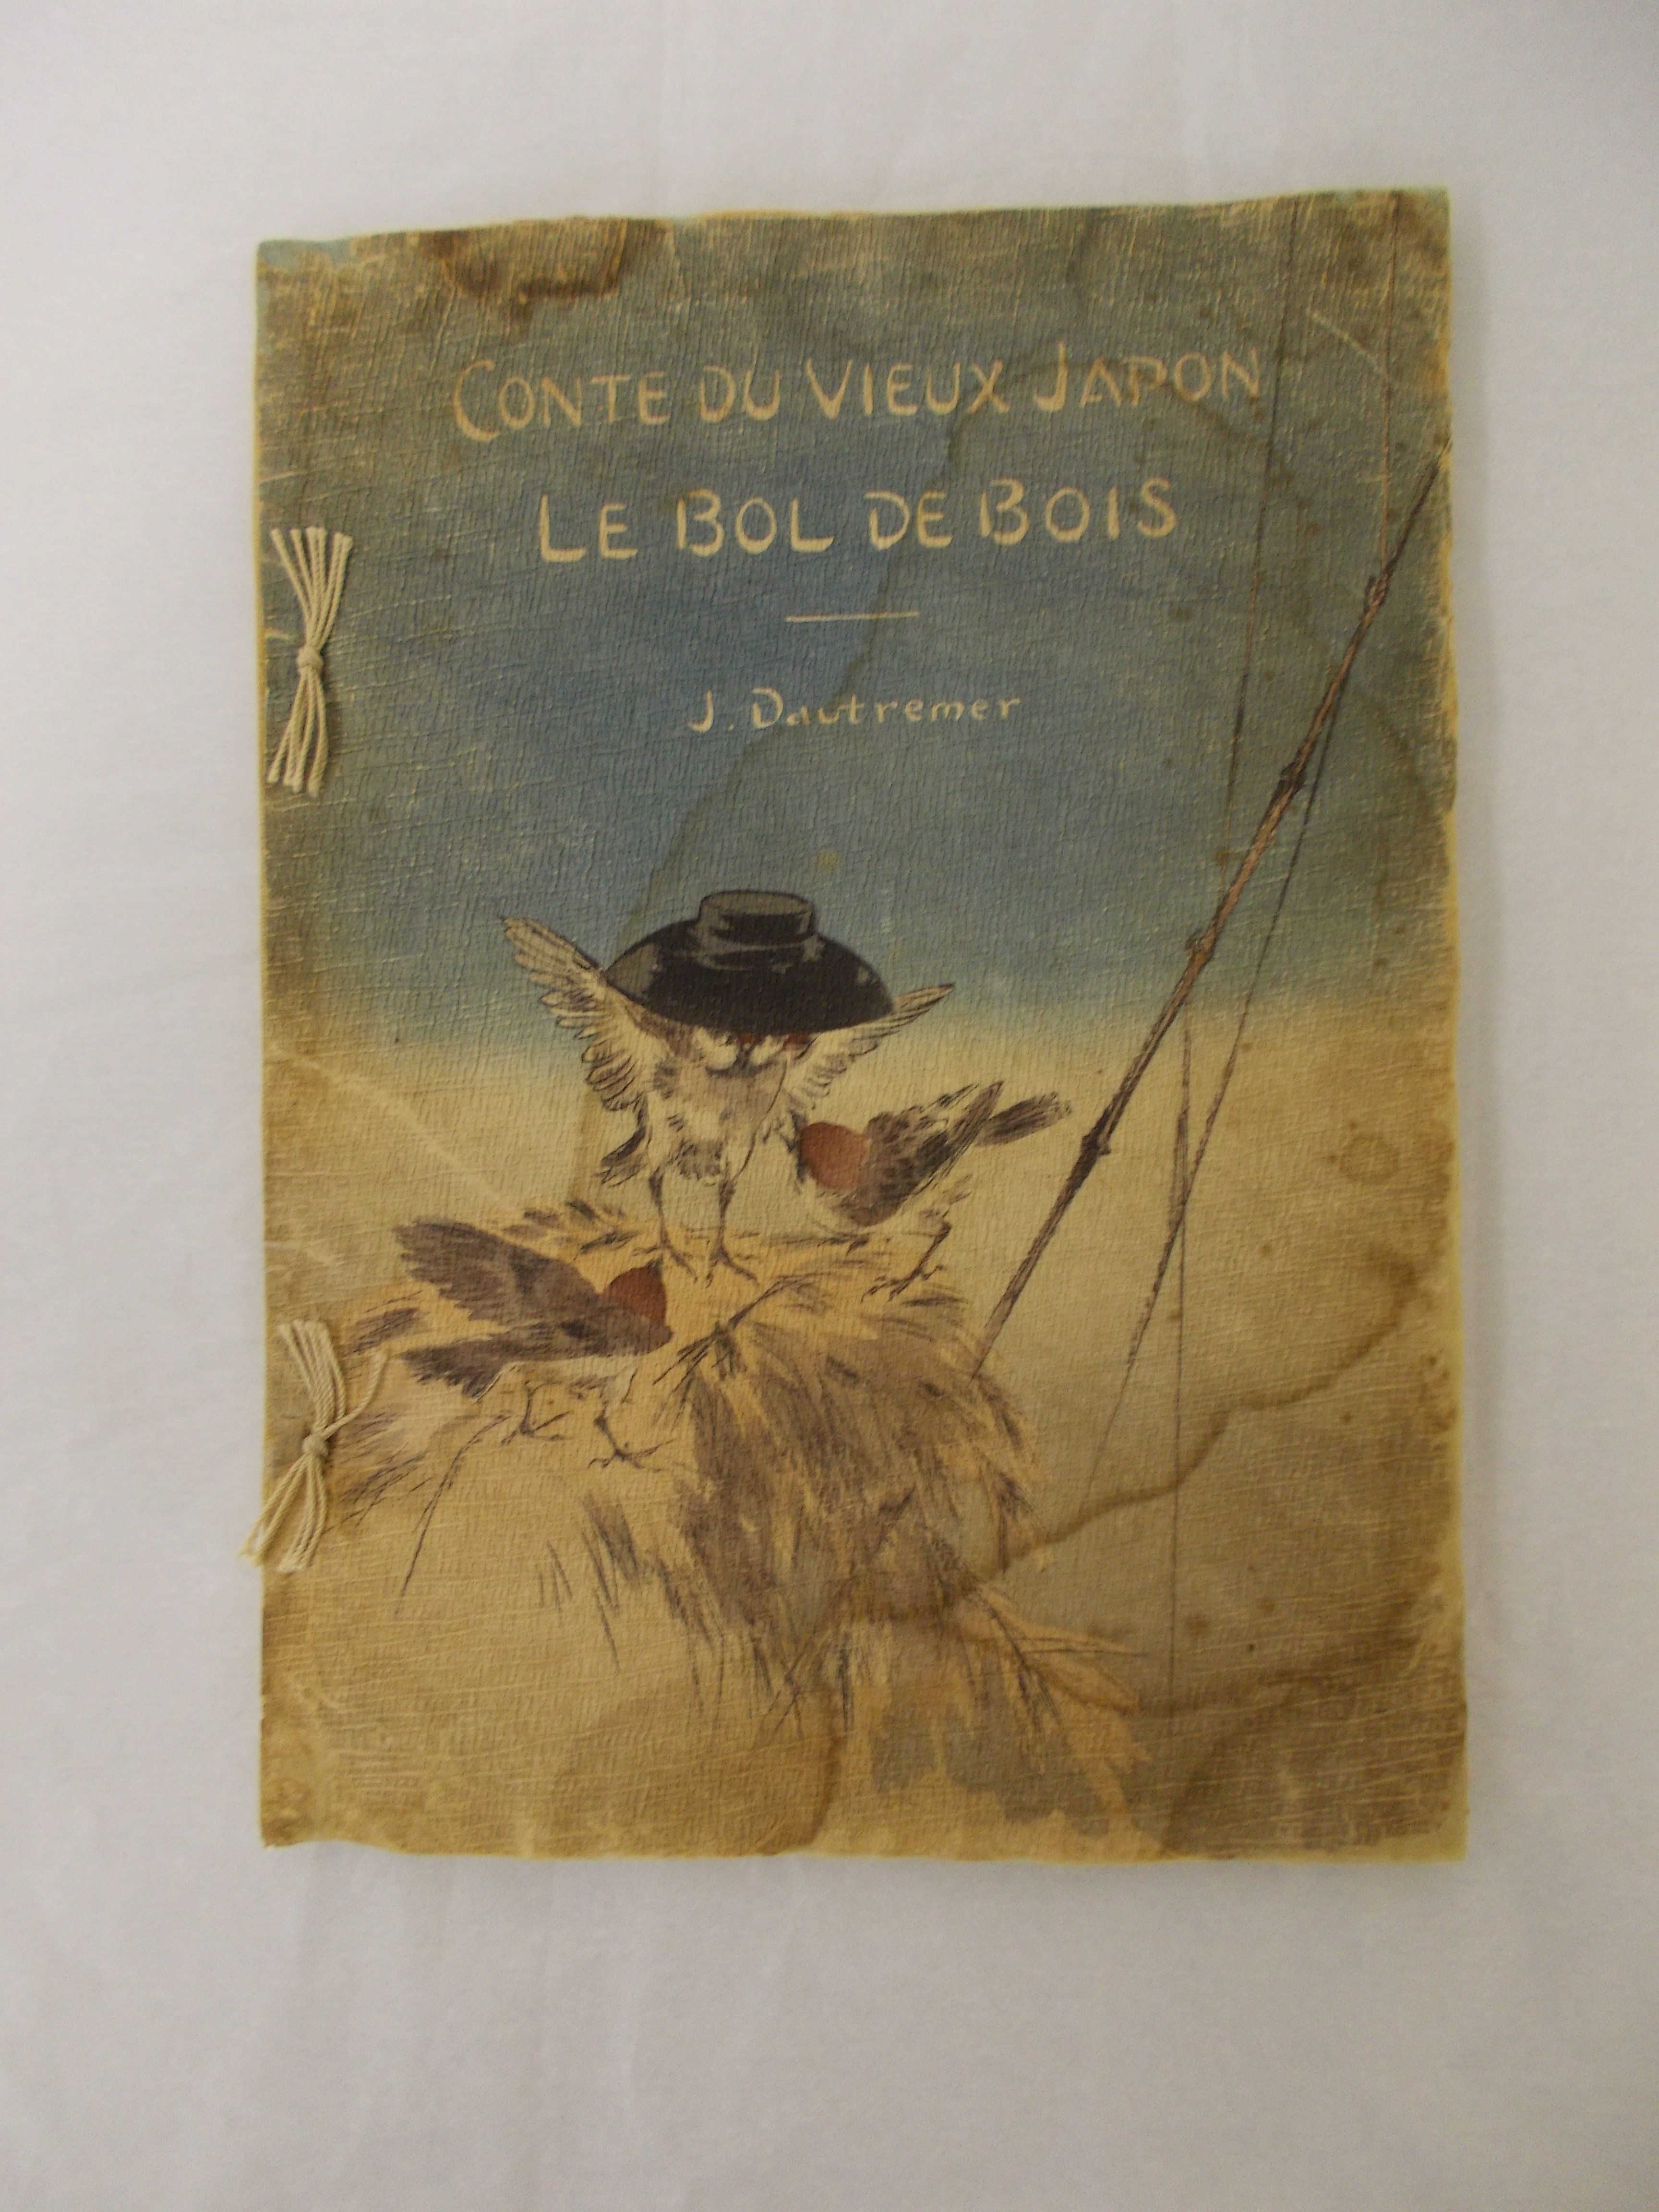 CONTE DU VIEUX JAPON
LE BOL DE BOIS
J. Dautremer